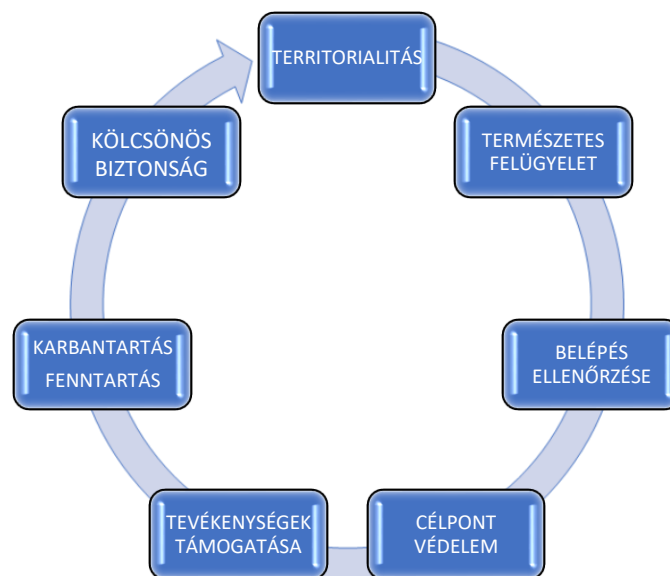 TERRITORIALITÁS
TERMÉSZETES
FELÜGYELET
BELÉPÉS
ELLENŐRZÉSE
CÉLPONT
VÉDELEM
TEVÉKENYSÉGEK
TÁMOGATÁSA
KARBANTARTÁS
FENNTARTÁS
KÖLCSÖNÖS
BIZTONSÁG